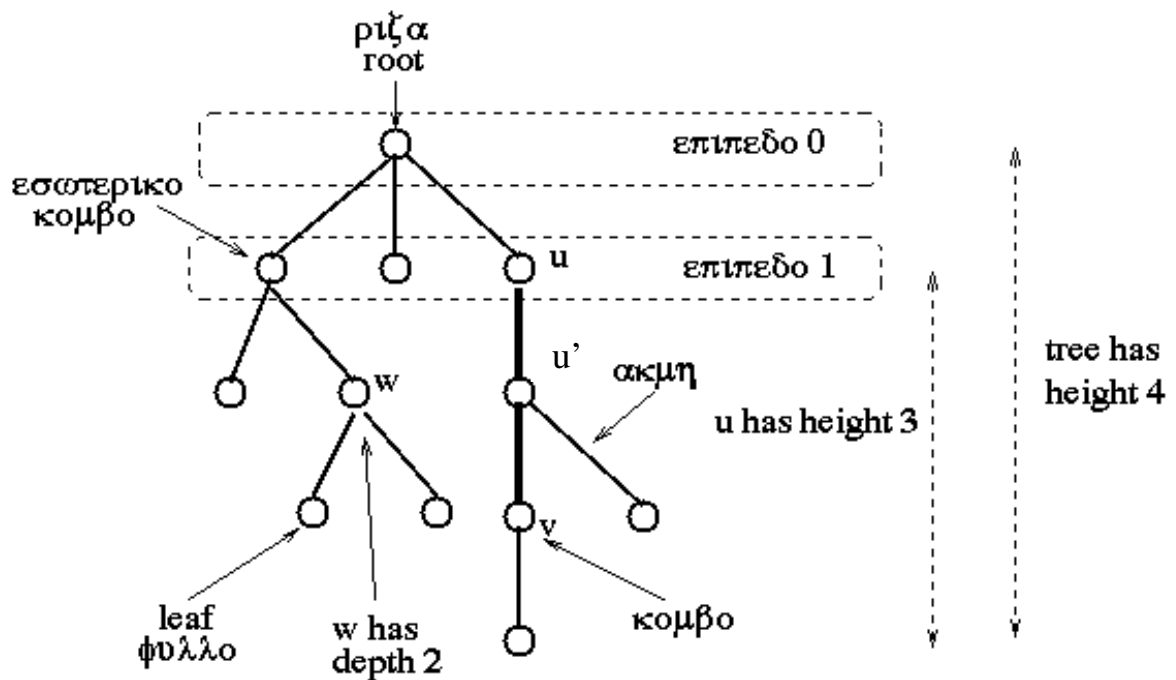 ριζα
root
επιπεδο 0
εσωτερικο
κομβο
u
επιπεδο 1
u’
ακμη
w
tree has
height 4
u has height 3
v
leaf
φυλλο
w has
depth 2
κομβο